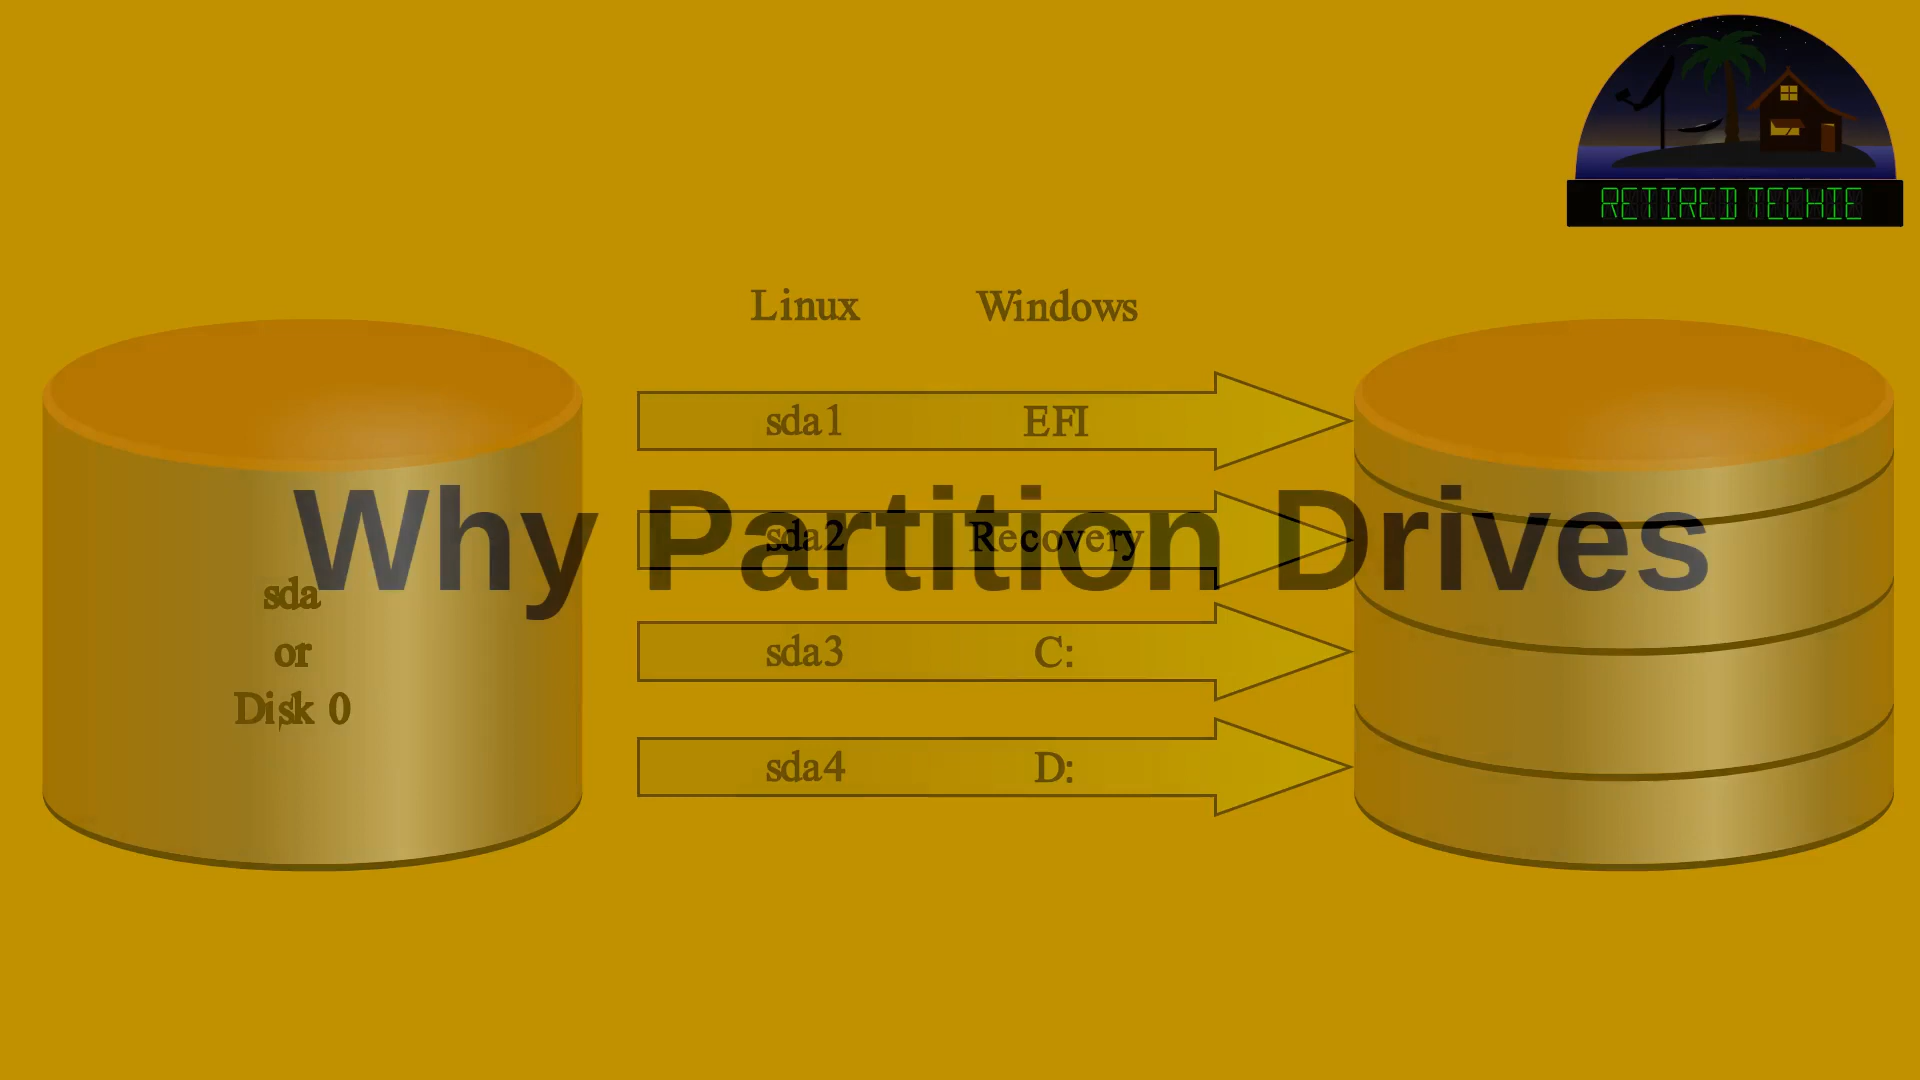 RETIRED TECHIE
Linux Windows
sda1 EFI
Why Partition Drives
sda2 Recovery
sda
or
Disk 0
sda3 C:
sda4 D: